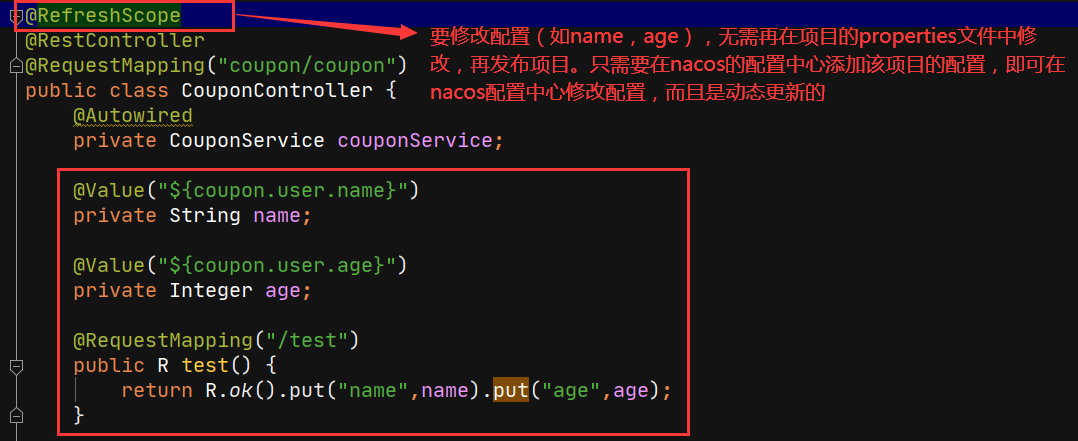 @RefreshScope
@RestController
@RequestMapping("coupon/coupon")
public class CouponController {
@Autowired
private CouponService couponService;
@Value("${coupon.user.name}")
private String name;
@Value("${coupon.user.age}")
private Integer age;
@RequestMapping("/test")
public R test() {
return R.ok().put("name",name).put("age",age);
}
要修改配置（如name，age），无需再在项目的properties文件中修
改，再发布项目。只需要在nacos的配置中心添加该项目的配置，即可在
nacos配置中心修改配置，而且是动态更新的